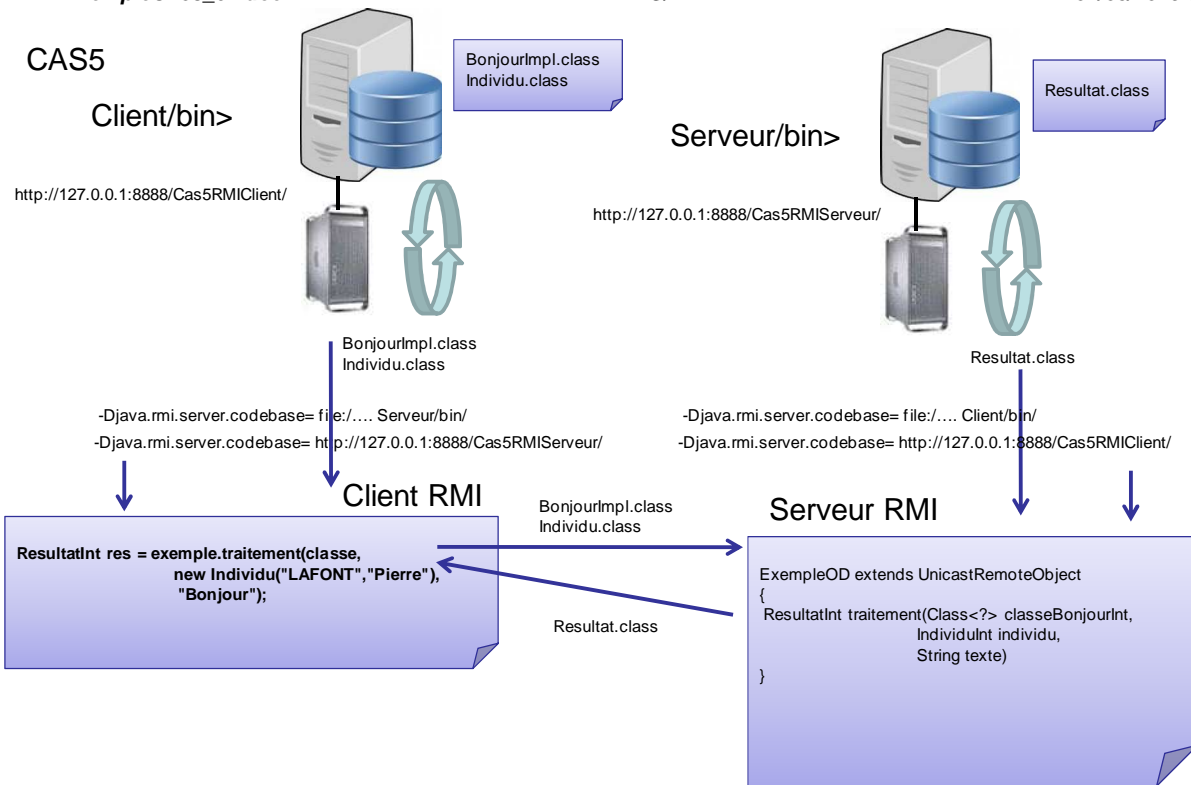 CAS5
BonjourImpl.class
Individu.class
Client/bin>
http://127.0.0.1:8888/Cas5RMIClient/
Resultat.class
Serveur/bin>
http://127.0.0.1:8888/Cas5RMIServeur/
BonjourImpl.class
Individu.class
Resultat.class
-Djava.rmi.server.codebase= file:/…. Serveur/bin/
-Djava.rmi.server.codebase= http://127.0.0.1:8888/Cas5RMIServeur/
-Djava.rmi.server.codebase= file:/…. Client/bin/
-Djava.rmi.server.codebase= http://127.0.0.1:8888/Cas5RMIClient/
Client RMI
ResultatInt res = exemple.traitement(classe,
new Individu("LAFONT","Pierre"),
"Bonjour");
BonjourImpl.class
Individu.class
Resultat.class
Serveur RMI
ExempleOD extends UnicastRemoteObject
{
ResultatInt traitement(Class<?> classeBonjourInt,
IndividuInt individu,
String texte)
}